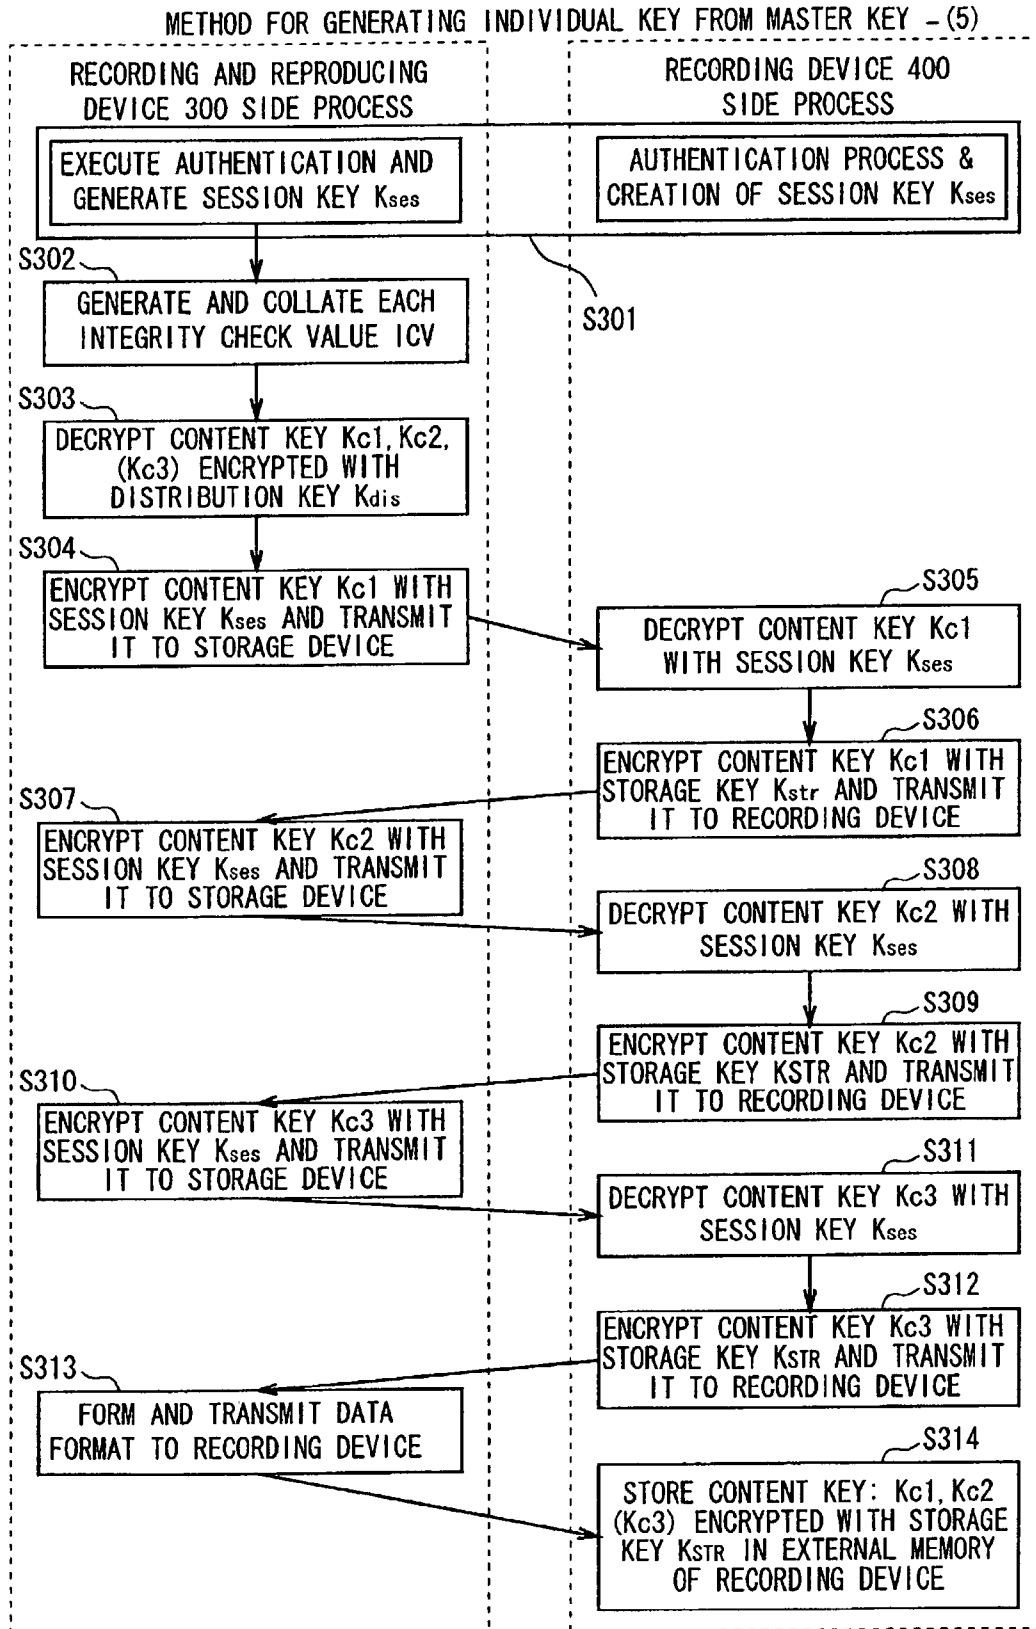 METHOD FOR GENERATING INDIVIDUAL KEY FROM MASTER KEY - (5)
RECORDING AND REPRODUCING
DEVICE 300 SIDE PROCESS
RECORDING DEVICE 400
SIDE PROCESS
EXECUTE AUTHENTICATION AND
GENERATE SESSION KEY Kses
AUTHENTICATION PROCESS &
CREATION OF SESSION KEY Kses
S301
S302
GENERATE AND COLLATE EACH
INTEGRITY CHECK VALUE ICV
S303
DECRYPT CONTENT KEY Kc1, Kc2,
(Kc3) ENCRYPTED WITH
DISTRIBUTION KEY Kdis
S304
ENCRYPT CONTENT KEY Kc1 WITH
SESSION KEY Kses AND TRANSMIT
IT TO STORAGE DEVICE
S305
DECRYPT CONTENT KEY Kc1
WITH SESSION KEY Kses
S306
ENCRYPT CONTENT KEY Kc1 WITH
STORAGE KEY Kstr AND TRANSMIT
IT TO RECORDING DEVICE
S307
ENCRYPT CONTENT KEY Kc2 WITH
SESSION KEY Kses AND TRANSMIT
IT TO STORAGE DEVICE
S308
DECRYPT CONTENT KEY Kc2 WITH
SESSION KEY Kses
S309
ENCRYPT CONTENT KEY Kc2 WITH
STORAGE KEY KSTR AND TRANSMIT
IT TO RECORDING DEVICE
S310
ENCRYPT CONTENT KEY Kc3 WITH
SESSION KEY Kses AND TRANSMIT
IT TO STORAGE DEVICE
S311
DECRYPT CONTENT KEY Kc3 WITH
SESSION KEY Kses
S312
ENCRYPT CONTENT KEY Kc3 WITH
STORAGE KEY KSTR AND TRANSMIT
IT TO RECORDING DEVICE
S313
FORM AND TRANSMIT DATA
FORMAT TO RECORDING DEVICE
S314
STORE CONTENT KEY: Kc1, Kc2
(Kc3) ENCRYPTED WITH STORAGE
KEY KSTR IN EXTERNAL MEMORY
OF RECORDING DEVICE